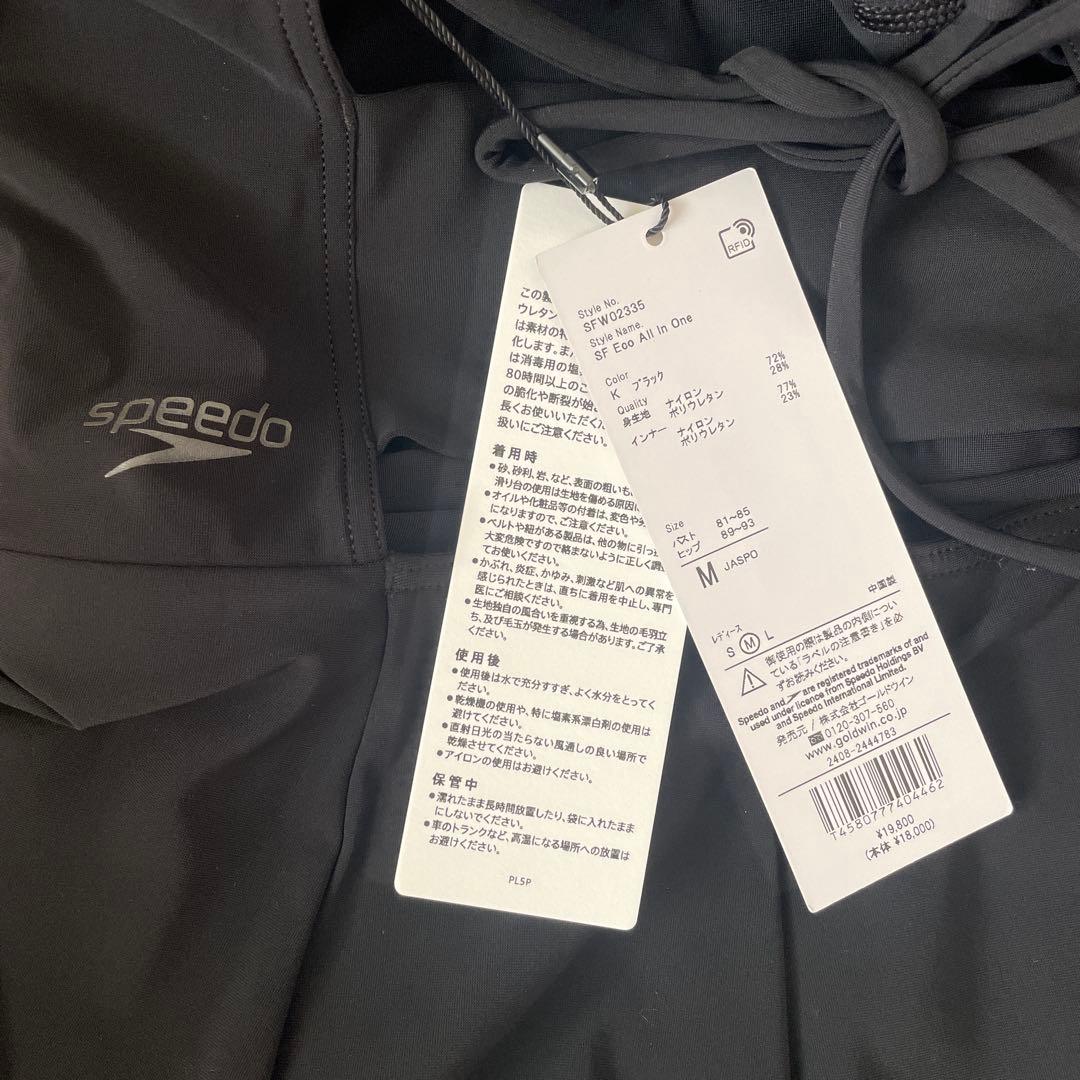 speedo
この製
ウレタン
は素材の特
化します。また
は消毒用の塩
80時間以上のご
の脆化や断裂が始
長くお使いいただく
扱いにご注意ください。
着用時
●砂、砂利、岩、など、表面の粗いも
滑り台の使用は生地を傷める原因に
●オイルや化粧品等の付着は、変色や
になりますので、ご注意ください。
●ベルトや紐がある製品は、他の物に引っ
大変危険ですので絡まないように正しく調
てお使いください。
●かぶれ、炎症、かゆみ、刺激など肌への異常を
感じられたときは、直ちに着用を中止し、専門
医にご相談ください。
●生地独自の風合いを重視する為、生地の毛羽立
ち、及び毛玉が発生する場合があります。ご了承
ください。
使用後
●使用後は水で充分すすぎ、よく水分をとってく
ださい。
●乾燥機の使用や、特に塩素系漂白剤の使用は
避けてください。
●直射日光の当たらない風通しの良い場所で
乾燥させてください。
●アイロンの使用はお避けください。
保管中
●濡れたまま長時間放置したり、袋に入れたまま
にしないでください。
●車のトランクなど、高温になる場所への放置は
お避けください。
PL5P
RFID
Style No.
SFW02335
Style Name.
SF Eco All In One
Color
K ブラック
Quality
身生地 ナイロン 72%
ポリウレタン 28%
インナー ナイロン 77%
ポリウレタン 23%
Size
バスト 81~85
ヒップ 89~93
M JASPO
中国製
レディース
S M L
御使用の際は製品の内側につい
ている「ラベルの注意書き」を必
ずお読みください。
Speedo and are registered trademarks of and
used under licence from Speedo Holdings BV
and Speedo International Limited.
発売元 / 株式会社ゴールドウイン
0120-307-560
www.goldwin.co.jp
2408-2444783
T458077404462
¥19,800
(本体 ¥18,000)